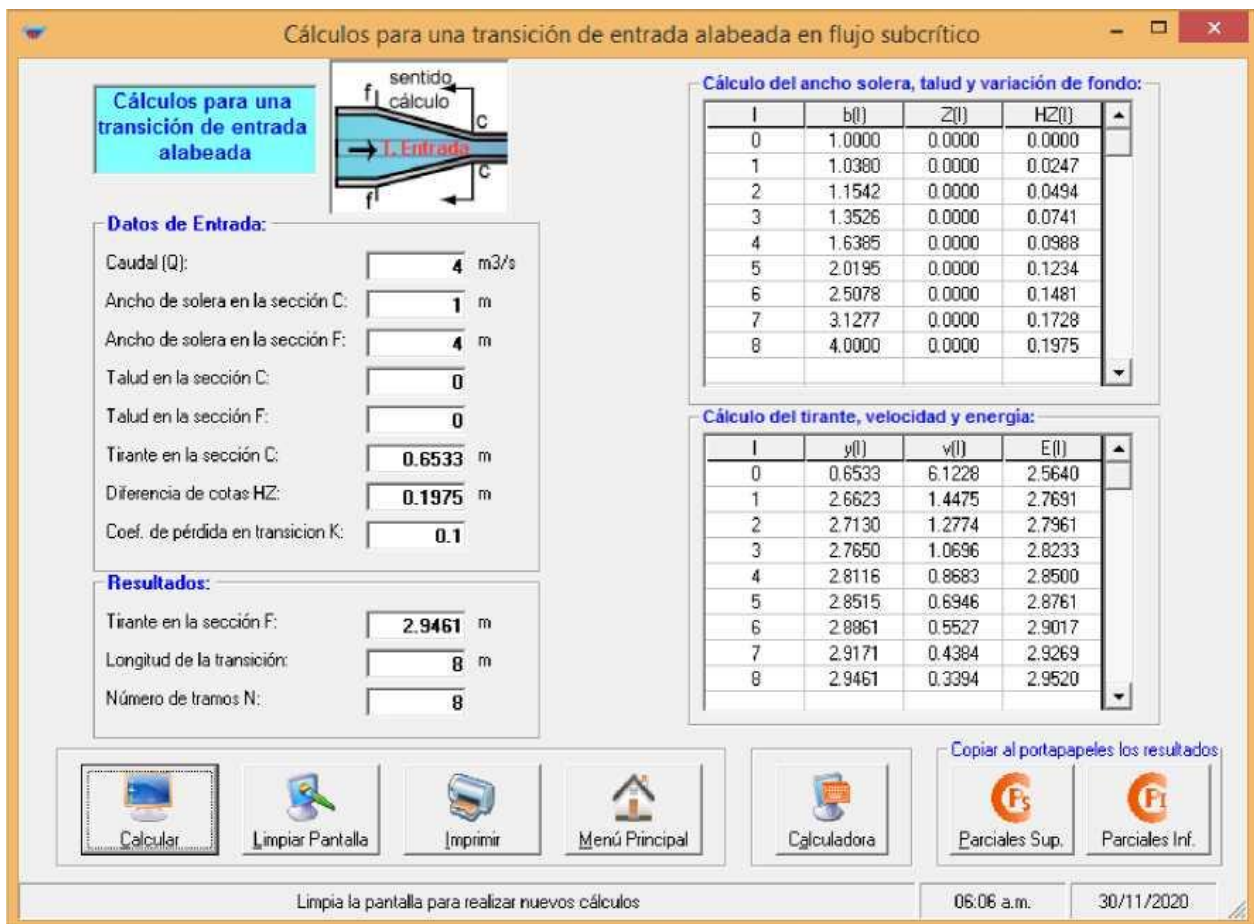 Cálculos para una transición de entrada alabeada en flujo subcrítico
Cálculos para una
transición de entrada
alabeada
sentido
cálculo
f
C
T. Entrada
C
f
Datos de Entrada:
Caudal (Q): 4 m3/s
Ancho de solera en la sección C: 1 m
Ancho de solera en la sección F: 4 m
Talud en la sección C: 0
Talud en la sección F: 0
Tirante en la sección C: 0.6533 m
Diferencia de cotas HZ: 0.1975 m
Coef. de pérdida en transicion K: 0.1
Resultados:
Tirante en la sección F: 2.9461 m
Longitud de la transición: 8 m
Número de tramos N: 8
Cálculo del ancho solera, talud y variación de fondo:
I b(I) Z(I) HZ(I)
0 1.0000 0.0000 0.0000
1 1.0380 0.0000 0.0247
2 1.1542 0.0000 0.0494
3 1.3526 0.0000 0.0741
4 1.6385 0.0000 0.0988
5 2.0195 0.0000 0.1234
6 2.5078 0.0000 0.1481
7 3.1277 0.0000 0.1728
8 4.0000 0.0000 0.1975
Cálculo del tirante, velocidad y energía:
I y(I) v(I) E(I)
0 0.6533 6.1228 2.5640
1 2.6623 1.4475 2.7691
2 2.7130 1.2774 2.7961
3 2.7650 1.0696 2.8233
4 2.8116 0.8683 2.8500
5 2.8515 0.6946 2.8761
6 2.8861 0.5527 2.9017
7 2.9171 0.4384 2.9269
8 2.9461 0.3394 2.9520
Calcular
Limpiar Pantalla
Imprimir
Menú Principal
Calculadora
Copiar al portapapeles los resultados
Ps
Parciales Sup.
PI
Parciales Inf.
Limpia la pantalla para realizar nuevos cálculos
06:06 a.m.
30/11/2020